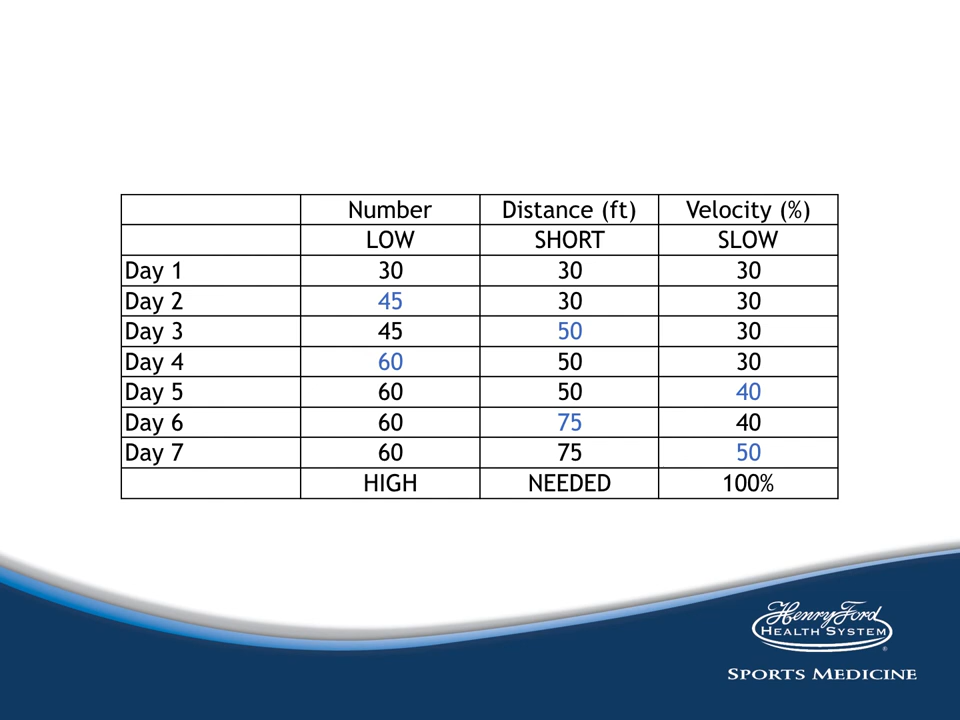 Number Distance (ft) Velocity (%)
LOW SHORT SLOW
Day 1 30 30 30
Day 2 45 30 30
Day 3 45 50 30
Day 4 60 50 30
Day 5 60 50 40
Day 6 60 75 40
Day 7 60 75 50
HIGH NEEDED 100%
Henry Ford
HEALTH SYSTEM
®
SPORTS MEDICINE